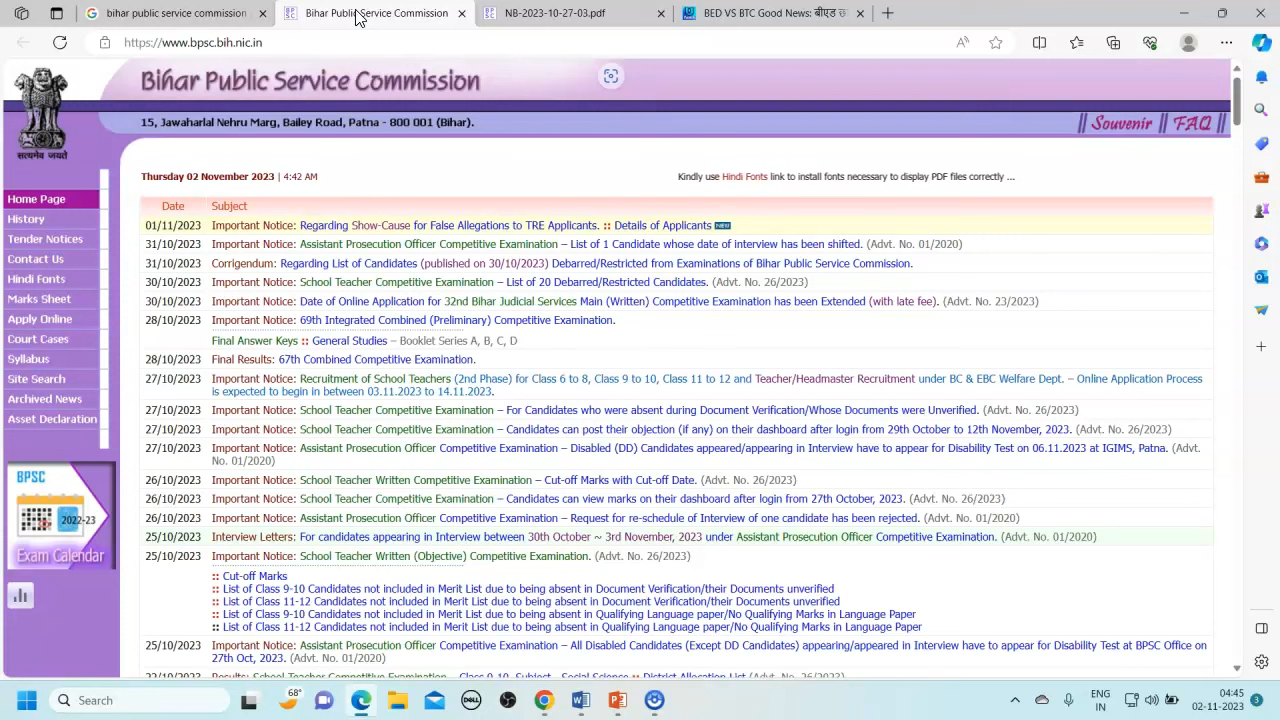 Bihar Public Service Commission
NB-2023-10-27-03.pdf
BED VS BTC News: बीएड
https://www.bpsc.bih.nic.in
Bihar Public Service Commission
15, Jawaharlal Nehru Marg, Bailey Road, Patna - 800 001 (Bihar).
|| Souvenir || FAQ ||
सत्यमेव जयते
Thursday 02 November 2023 | 4:42 AM
Kindly use Hindi Fonts link to install fonts necessary to display PDF files correctly ...
Home Page
History
Tender Notices
Contact Us
Hindi Fonts
Marks Sheet
Apply Online
Court Cases
Syllabus
Site Search
Archived News
Asset Declaration
BPSC
2022-23
Exam Calendar
Date Subject
01/11/2023 Important Notice: Regarding Show-Cause for False Allegations to TRE Applicants. :: Details of Applicants NEW
31/10/2023 Important Notice: Assistant Prosecution Officer Competitive Examination – List of 1 Candidate whose date of interview has been shifted. (Advt. No. 01/2020)
31/10/2023 Corrigendum: Regarding List of Candidates (published on 30/10/2023) Debarred/Restricted from Examinations of Bihar Public Service Commission.
30/10/2023 Important Notice: School Teacher Competitive Examination – List of 20 Debarred/Restricted Candidates. (Advt. No. 26/2023)
30/10/2023 Important Notice: Date of Online Application for 32nd Bihar Judicial Services Main (Written) Competitive Examination has been Extended (with late fee). (Advt. No. 23/2023)
28/10/2023 Important Notice: 69th Integrated Combined (Preliminary) Competitive Examination.
Final Answer Keys :: General Studies – Booklet Series A, B, C, D
28/10/2023 Final Results: 67th Combined Competitive Examination.
27/10/2023 Important Notice: Recruitment of School Teachers (2nd Phase) for Class 6 to 8, Class 9 to 10, Class 11 to 12 and Teacher/Headmaster Recruitment under BC & EBC Welfare Dept. – Online Application Process
is expected to begin in between 03.11.2023 to 14.11.2023.
27/10/2023 Important Notice: School Teacher Competitive Examination – For Candidates who were absent during Document Verification/Whose Documents were Unverified. (Advt. No. 26/2023)
27/10/2023 Important Notice: School Teacher Competitive Examination – Candidates can post their objection (if any) on their dashboard after login from 29th October to 12th November, 2023. (Advt. No. 26/2023)
27/10/2023 Important Notice: Assistant Prosecution Officer Competitive Examination – Disabled (DD) Candidates appeared/appearing in Interview have to appear for Disability Test on 06.11.2023 at IGIMS, Patna. (Advt.
No. 01/2020)
26/10/2023 Important Notice: School Teacher Written Competitive Examination – Cut-off Marks with Cut-off Date. (Advt. No. 26/2023)
26/10/2023 Important Notice: School Teacher Competitive Examination – Candidates can view marks on their dashboard after login from 27th October, 2023. (Advt. No. 26/2023)
26/10/2023 Important Notice: Assistant Prosecution Officer Competitive Examination – Request for re-schedule of Interview of one candidate has been rejected. (Advt. No. 01/2020)
25/10/2023 Interview Letters: For candidates appearing in Interview between 30th October ~ 3rd November, 2023 under Assistant Prosecution Officer Competitive Examination. (Advt. No. 01/2020)
25/10/2023 Important Notice: School Teacher Written (Objective) Competitive Examination. (Advt. No. 26/2023)
:: Cut-off Marks
:: List of Class 9-10 Candidates not included in Merit List due to being absent in Document Verification/their Documents unverified
:: List of Class 11-12 Candidates not included in Merit List due to being absent in Document Verification/their Documents unverified
:: List of Class 9-10 Candidates not included in Merit List due to being absent in Qualifying Language paper/No Qualifying Marks in Language Paper
:: List of Class 11-12 Candidates not included in Merit List due to being absent in Qualifying Language paper/No Qualifying Marks in Language Paper
25/10/2023 Important Notice: Assistant Prosecution Officer Competitive Examination – All Disabled Candidates (Except DD Candidates) appearing/appeared in Interview have to appear for Disability Test at BPSC Office on
27th Oct, 2023. (Advt. No. 01/2020)
Results: School Teacher Competitive Examination – Class 9-10, Subject - Social Science :: District Allocation List (Advt. No. 26/2023)
68°
Search
DELL
ENG
IN
04:45
02-11-2023
3